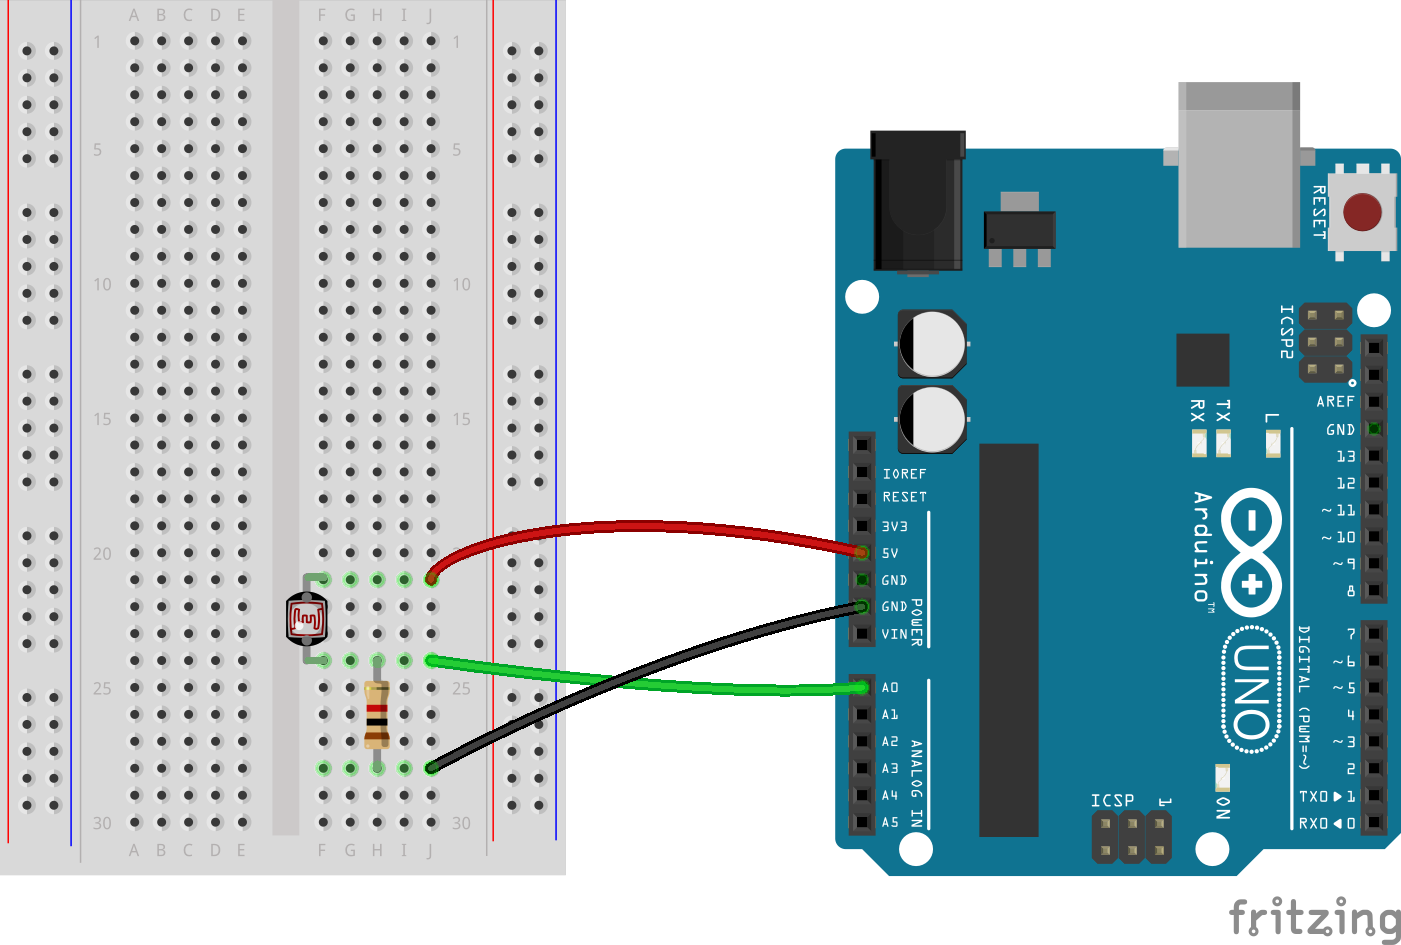 A B C D E F G H I J
1 1
5 5
10 10
15 15
20 20
25 25
30 30
A B C D E F G H I J
RESET
ICSP2
AREF
GND
13
12
~11
~10
~9
8
7
~6
~5
4
~3
2
TX0▶1
RX0◀0
RX
TX
L
IOREF
RESET
3V3
5V
GND
GND
VIN
POWER
A0
A1
A2
A3
A4
A5
ANALOG IN
Arduino™
UNO
DIGITAL (PWM=~)
ON
ICSP
1
fritzing